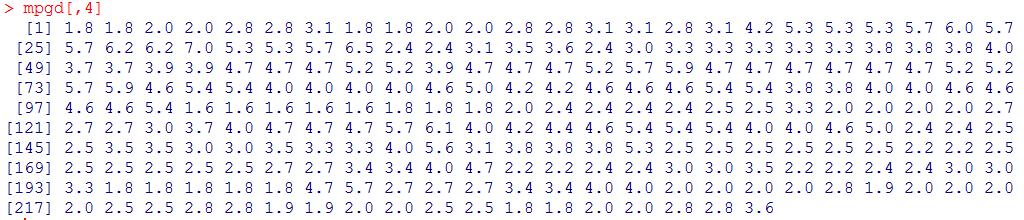 > mpgd[,4]
[1] 1.8 1.8 2.0 2.0 2.8 2.8 3.1 1.8 1.8 2.0 2.0 2.8 2.8 3.1 3.1 2.8 3.1 4.2 5.3 5.3 5.3 5.7 6.0 5.7
[25] 5.7 6.2 6.2 7.0 5.3 5.3 5.7 6.5 2.4 2.4 3.1 3.5 3.6 2.4 3.0 3.3 3.3 3.3 3.3 3.3 3.8 3.8 3.8 4.0
[49] 3.7 3.7 3.9 3.9 4.7 4.7 4.7 5.2 5.2 3.9 4.7 4.7 4.7 5.2 5.7 5.9 4.7 4.7 4.7 4.7 4.7 4.7 5.2 5.2
[73] 5.7 5.9 4.6 5.4 5.4 4.0 4.0 4.0 4.0 4.6 5.0 4.2 4.2 4.6 4.6 4.6 5.4 5.4 3.8 3.8 4.0 4.0 4.6 4.6
[97] 4.6 4.6 5.4 1.6 1.6 1.6 1.6 1.6 1.8 1.8 1.8 2.0 2.4 2.4 2.4 2.4 2.5 2.5 3.3 2.0 2.0 2.0 2.0 2.7
[121] 2.7 2.7 3.0 3.7 4.0 4.7 4.7 4.7 5.7 6.1 4.0 4.2 4.4 4.6 5.4 5.4 5.4 4.0 4.0 4.6 5.0 2.4 2.4 2.5
[145] 2.5 3.5 3.5 3.0 3.0 3.5 3.3 3.3 4.0 5.6 3.1 3.8 3.8 3.8 5.3 2.5 2.5 2.5 2.5 2.5 2.5 2.2 2.2 2.5
[169] 2.5 2.5 2.5 2.5 2.5 2.7 2.7 3.4 3.4 4.0 4.7 2.2 2.2 2.4 2.4 3.0 3.0 3.5 2.2 2.2 2.4 2.4 3.0 3.0
[193] 3.3 1.8 1.8 1.8 1.8 1.8 4.7 5.7 2.7 2.7 2.7 3.4 3.4 4.0 4.0 2.0 2.0 2.0 2.0 2.8 1.9 2.0 2.0 2.0
[217] 2.0 2.5 2.5 2.8 2.8 1.9 1.9 2.0 2.0 2.5 2.5 1.8 1.8 2.0 2.0 2.8 2.8 3.6